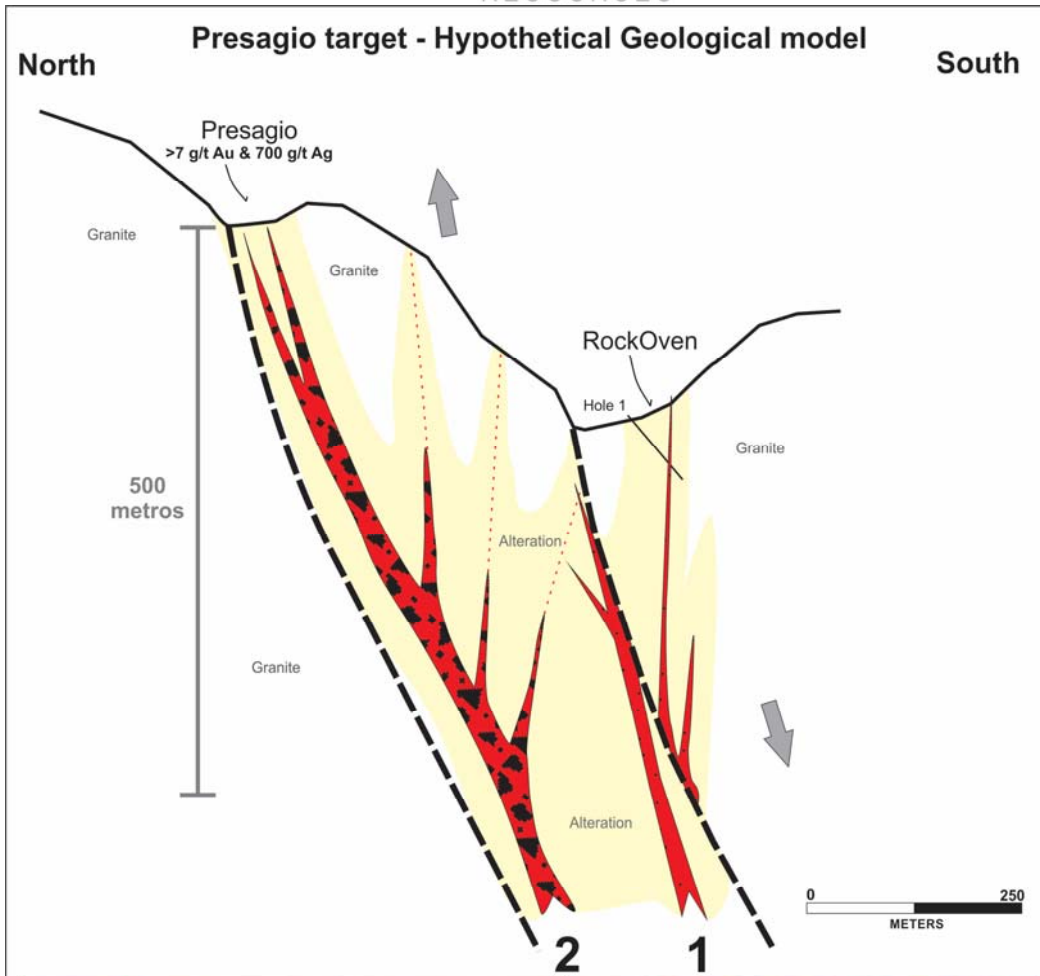 Presagio target - Hypothetical Geological model
North
South
Presagio
>7 g/t Au & 700 g/t Ag
Granite
Granite
RockOven
Hole 1
Granite
500
metros
Alteration
Granite
Alteration
0 250
METERS
2 1